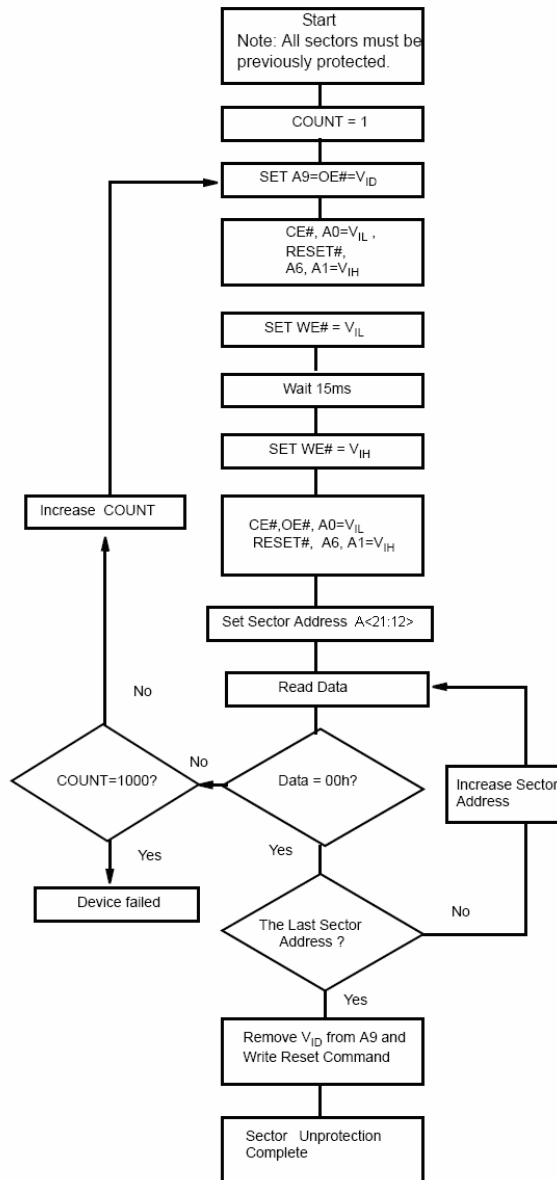 Start
Note: All sectors must be
previously protected.
COUNT = 1
SET A9=OE#=VID
CE#, A0=VIL ,
RESET#,
A6, A1=VIH
SET WE# = VIL
Wait 15ms
SET WE# = VIH
Increase COUNT
CE#,OE#, A0=VIL
RESET#, A6, A1=VIH
Set Sector Address A<21:12>
Read Data
No
No
COUNT=1000?
Data = 00h?
Increase Sector
Address
Yes
Yes
Device failed
The Last Sector
Address ?
No
Yes
Remove VID from A9 and
Write Reset Command
Sector Unprotection
Complete